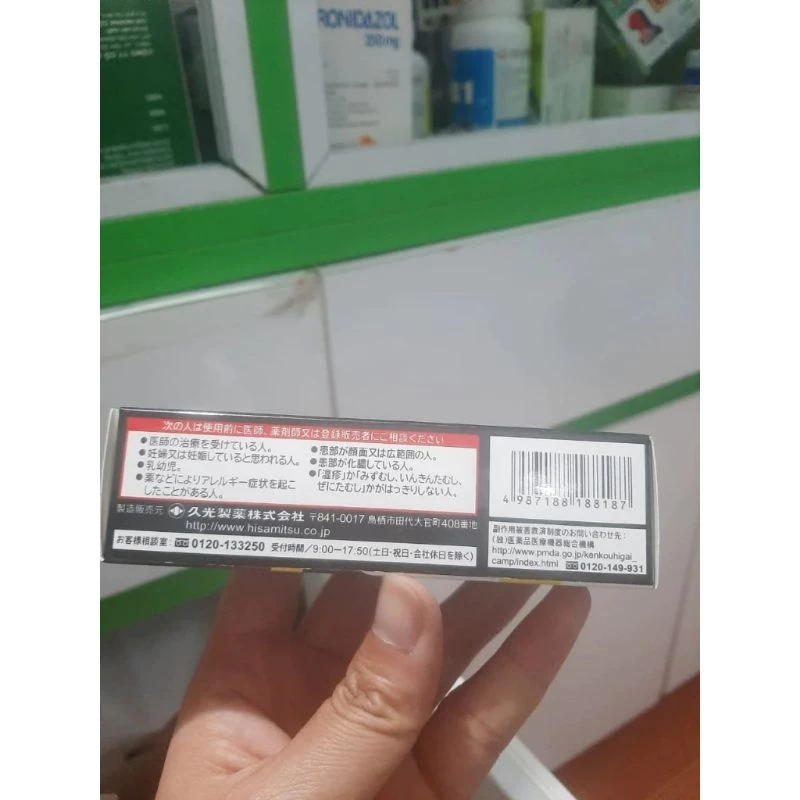 RONIDAZOL
250mg
次の人は使用前に医師、薬剤師又は登録販売者にご相談ください
●医師の治療を受けている人。
●妊婦又は妊娠していると思われる人。
●乳幼児。
●薬などによりアレルギー症状を起こ
したことがある人。
●患部が顔面又は広範囲の人。
●患部が化膿している人。
●「湿疹」か「みずむし、いんきんたむし、
ぜにたむし」かがはっきりしない人。
製造販売元 久光製薬株式会社 〒841-0017 鳥栖市田代大官町408番地
http://www.hisamitsu.co.jp
お客様相談室: 0120-133250 受付時間/9:00-17:50(土日・祝日・会社休日を除く)
4 987188 188187
副作用被害救済制度のお問い合わせ先:
(独)医薬品医療機器総合機構
http://www.pmda.go.jp/kenkouhigai_
camp/index.html 0120-149-931